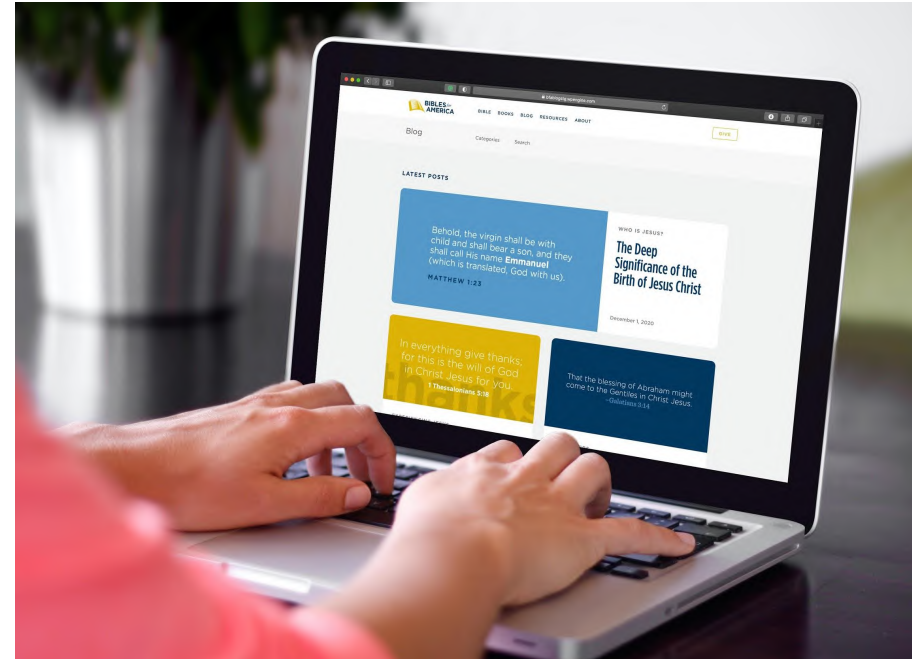 BIBLES for
AMERICA
BIBLE BOOKS BLOG RESOURCES ABOUT
GIVE
Blog
Categories Search
LATEST POSTS
Behold, the virgin shall be with
child and shall bear a son, and they
shall call His name Emmanuel
(which is translated, God with us).
MATTHEW 1:23
WHO IS JESUS?
The Deep
Significance of the
Birth of Jesus Christ
December 1, 2020
In everything give thanks,
for this is the will of God
in Christ Jesus for you.
1 Thessalonians 5:18
thanks
That the blessing of Abraham might
come to the Gentiles in Christ Jesus.
–Galatians 3:14